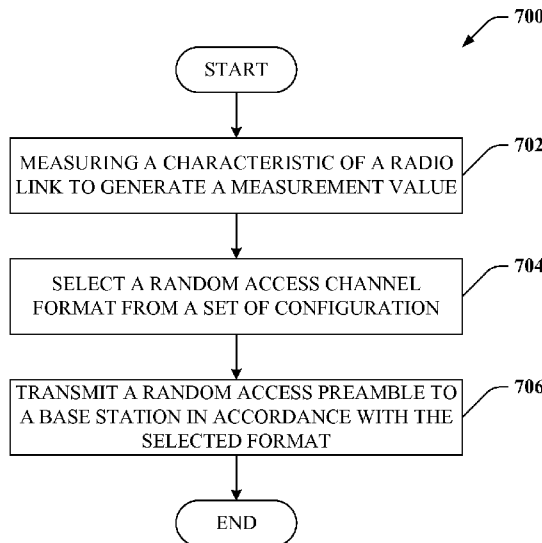 700
START
702
MEASURING A CHARACTERISTIC OF A RADIO
LINK TO GENERATE A MEASUREMENT VALUE
704
SELECT A RANDOM ACCESS CHANNEL
FORMAT FROM A SET OF CONFIGURATION
706
TRANSMIT A RANDOM ACCESS PREAMBLE TO
A BASE STATION IN ACCORDANCE WITH THE
SELECTED FORMAT
END